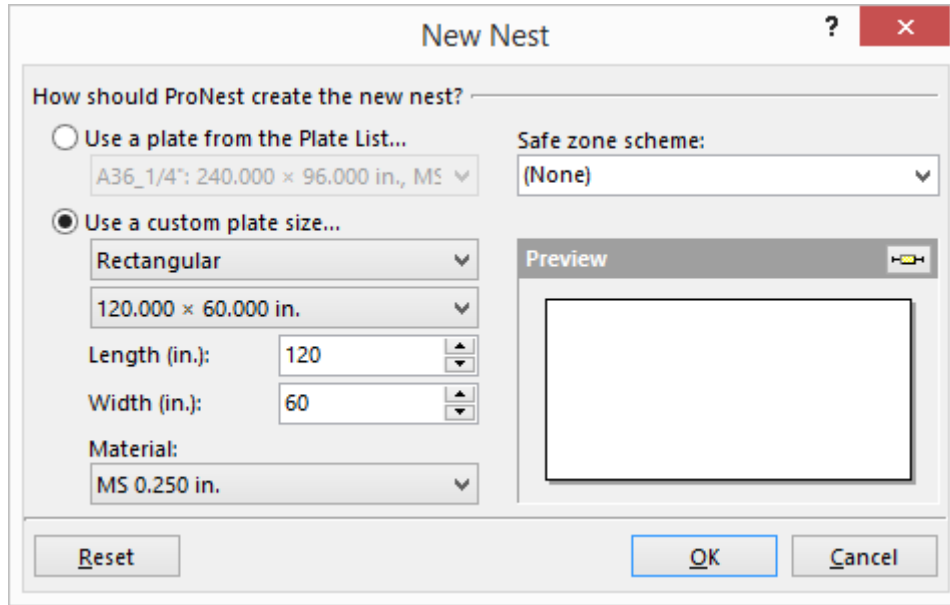 New Nest
?
How should ProNest create the new nest?
Use a plate from the Plate List...
A36_1/4": 240.000 × 96.000 in., MS
Safe zone scheme:
(None)
Use a custom plate size...
Rectangular
120.000 × 60.000 in.
Length (in.): 120
Width (in.): 60
Material:
MS 0.250 in.
Preview
Reset
OK
Cancel